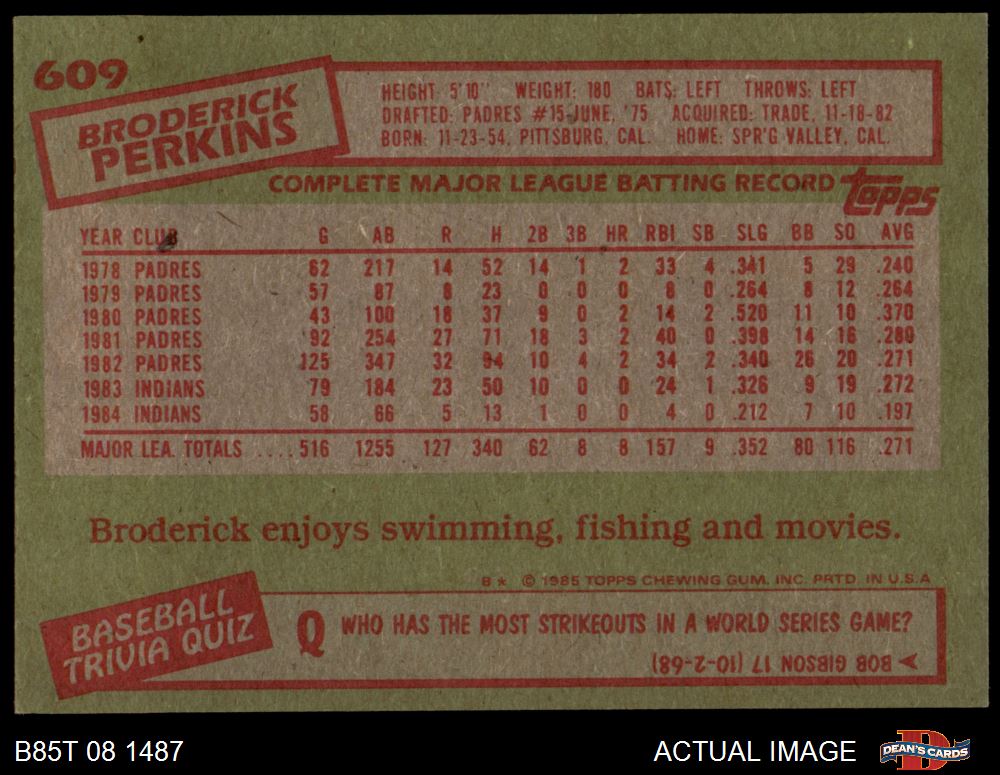 609
BRODERICK
PERKINS
HEIGHT: 5'10" WEIGHT: 180 BATS: LEFT THROWS: LEFT
DRAFTED: PADRES #15-JUNE, '75 ACQUIRED: TRADE, 11-18-82
BORN: 11-23-54, PITTSBURG, CAL. HOME: SPR'G VALLEY, CAL.
COMPLETE MAJOR LEAGUE BATTING RECORD
topps
YEAR CLUB G AB R H 2B 3B HR RBI SB SLG BB SO AVG
1978 PADRES 62 217 14 52 14 1 2 33 4 .341 5 29 .240
1979 PADRES 57 87 8 23 0 0 0 8 0 .264 8 12 .264
1980 PADRES 43 100 18 37 9 0 2 14 2 .520 11 10 .370
1981 PADRES 92 254 27 71 18 3 2 40 0 .398 14 16 .280
1982 PADRES 125 347 32 94 10 4 2 34 2 .340 26 20 .271
1983 INDIANS 79 184 23 50 10 0 0 24 1 .326 9 19 .272
1984 INDIANS 58 66 5 13 1 0 0 4 0 .212 7 10 .197
MAJOR LEA. TOTALS .... 516 1255 127 340 62 8 8 157 9 .352 80 116 .271
Broderick enjoys swimming, fishing and movies.
B* © 1985 TOPPS CHEWING GUM, INC. PRTD. IN U.S.A
BASEBALL
TRIVIA QUIZ
Q WHO HAS THE MOST STRIKEOUTS IN A WORLD SERIES GAME?
BOB GIBSON 17 (10-2-68)
B85T 08 1487
ACTUAL IMAGE
DEAN'S CARDS